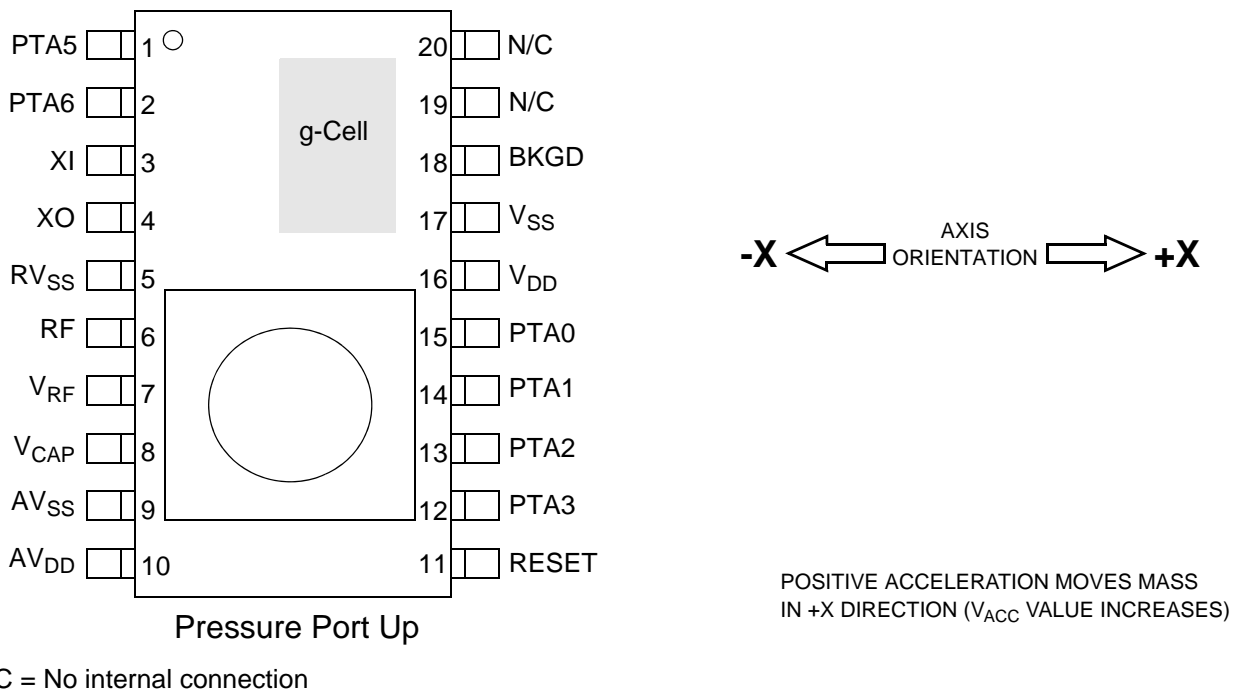 PTA5 1 20 N/C
PTA6 2 19 N/C
g-Cell
XI 3 18 BKGD
XO 4 17 VSS
RVSS 5 16 VDD
RF 6 15 PTA0
VRF 7 14 PTA1
VCAP 8 13 PTA2
AVSS 9 12 PTA3
AVDD 10 11 RESET
Pressure Port Up
C = No internal connection
-X AXIS ORIENTATION +X
POSITIVE ACCELERATION MOVES MASS
IN +X DIRECTION (VACC VALUE INCREASES)